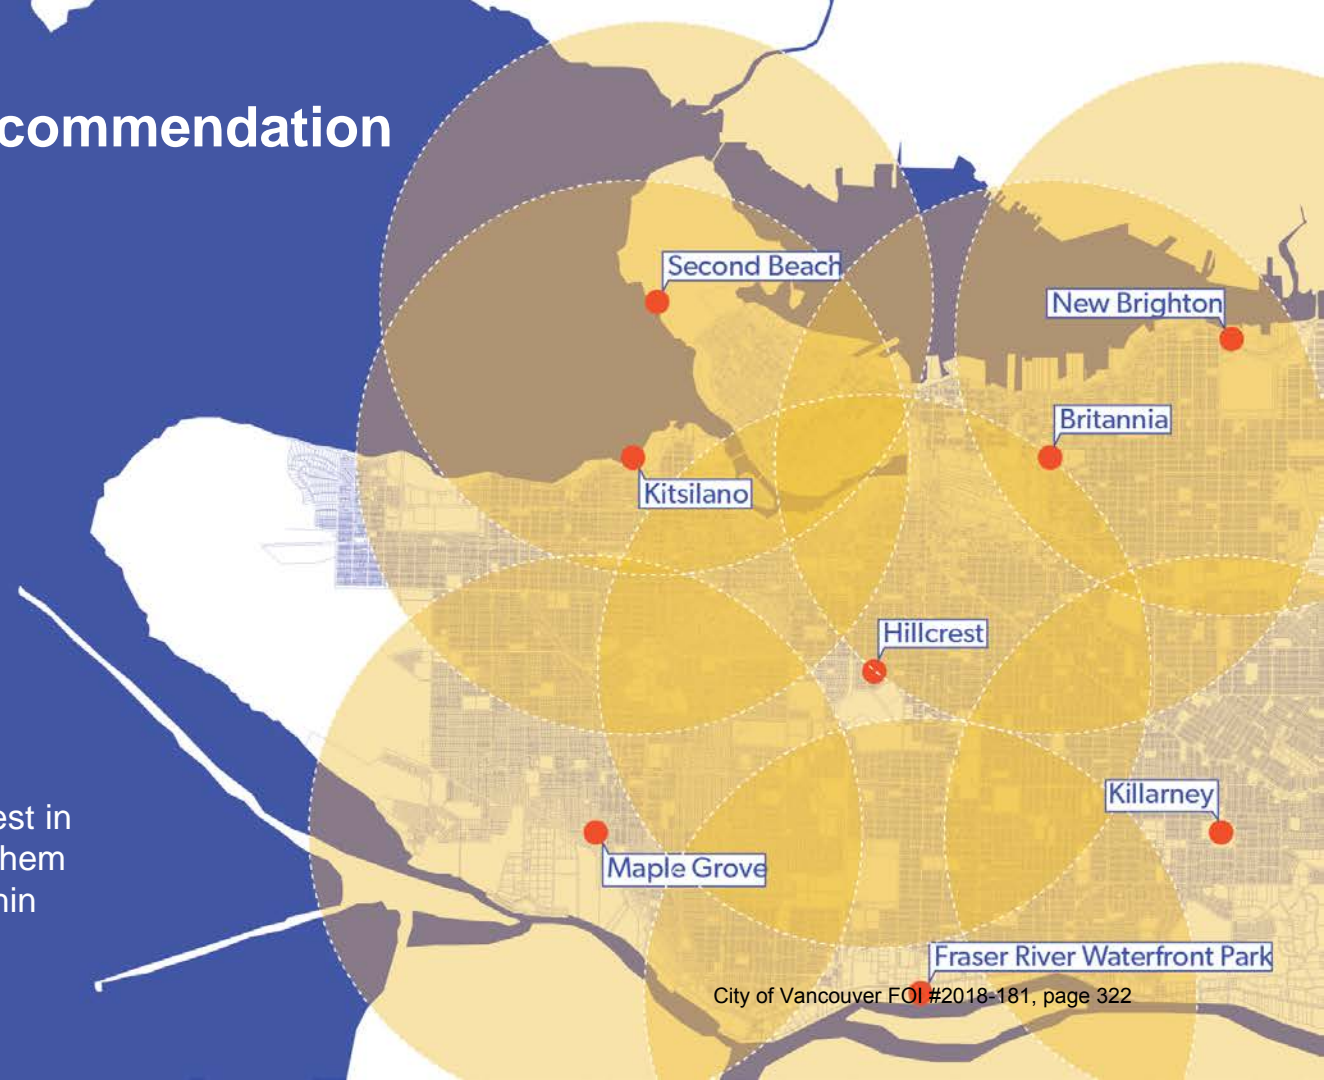 commendation
Second Beach
New Brighton
Britannia
Kitsilano
Hillcrest
Killarney
est in
hem
hin
Maple Grove
Fraser River Waterfront Park
City of Vancouver FOI #2018-181, page 322